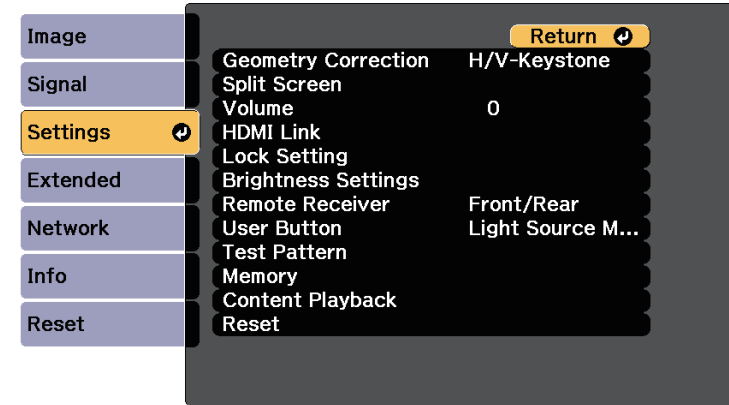 Image
Signal
Settings
Extended
Network
Info
Reset
Return
Geometry Correction H/V-Keystone
Split Screen
Volume 0
HDMI Link
Lock Setting
Brightness Settings
Remote Receiver Front/Rear
User Button Light Source M...
Test Pattern
Memory
Content Playback
Reset